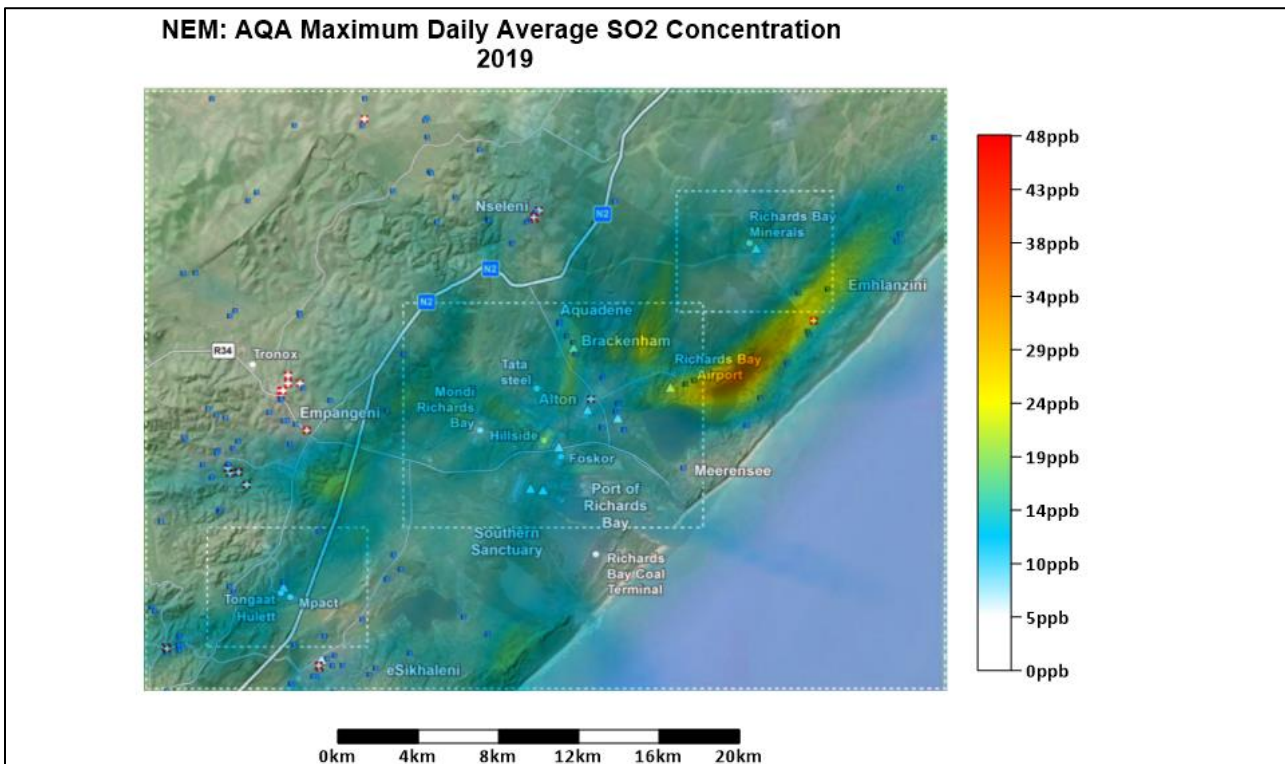 NEM: AQA Maximum Daily Average SO2 Concentration
2019
48ppb
43ppb
38ppb
34ppb
29ppb
24ppb
19ppb
14ppb
10ppb
5ppb
0ppb
Nseleni
N2
Richards Bay
Minerals
N2
Emhlanzini
N2
Aquadene
Brackenham
R34
Tronox
Tata
steel
Richards Bay
Airport
Mondi
Richards
Bay
Alton
Empangeni
Hillside
Foskor
Meerensee
Port of
Richards
Bay
Southern
Sanctuary
Richards
Bay Coal
Terminal
Tongaat
Hulett
Mpact
eSikhaleni
0km
4km
8km
12km
16km
20km